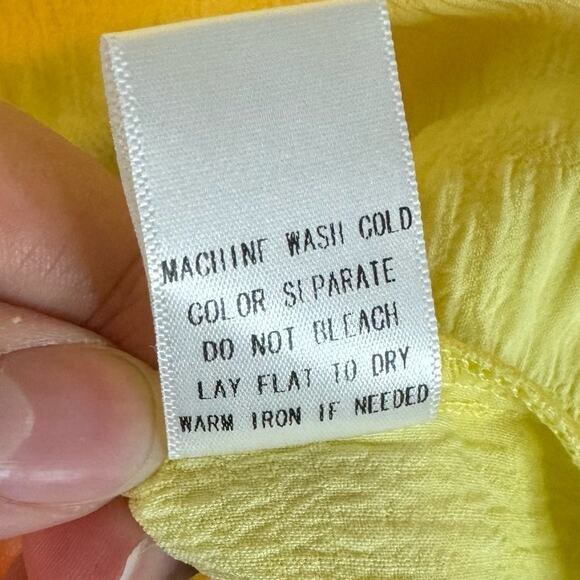 MACHINE WASH COLD
COLOR SEPARATE
DO NOT BLEACH
LAY FLAT TO DRY
WARM IRON IF NEEDED